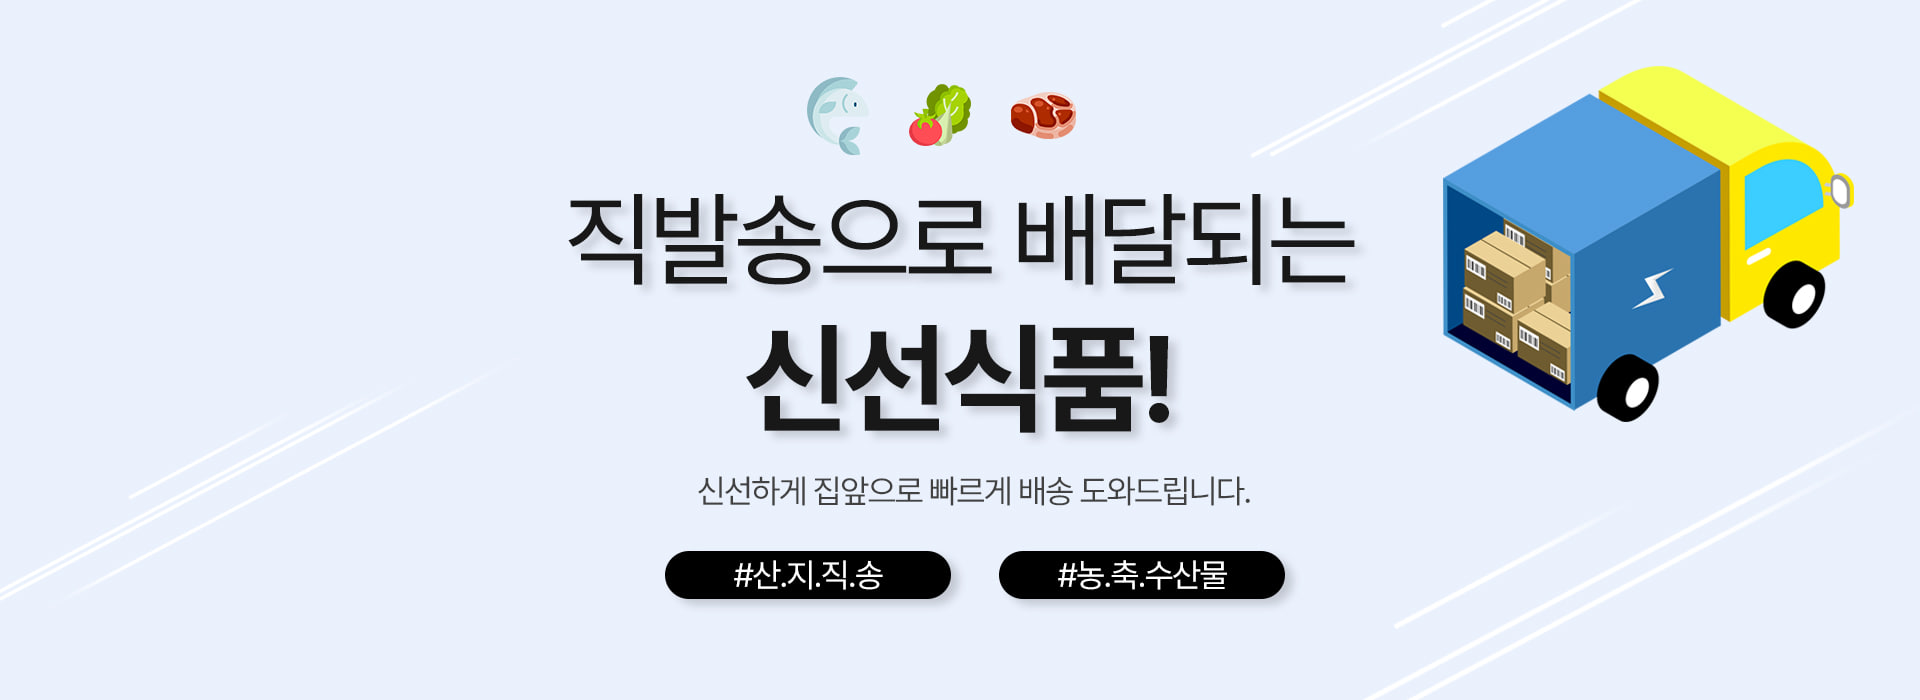 직발송으로 배달되는
신선식품!
신선하게 집앞으로 빠르게 배송 도와드립니다.
#산.지.직.송
#농.축.수산물